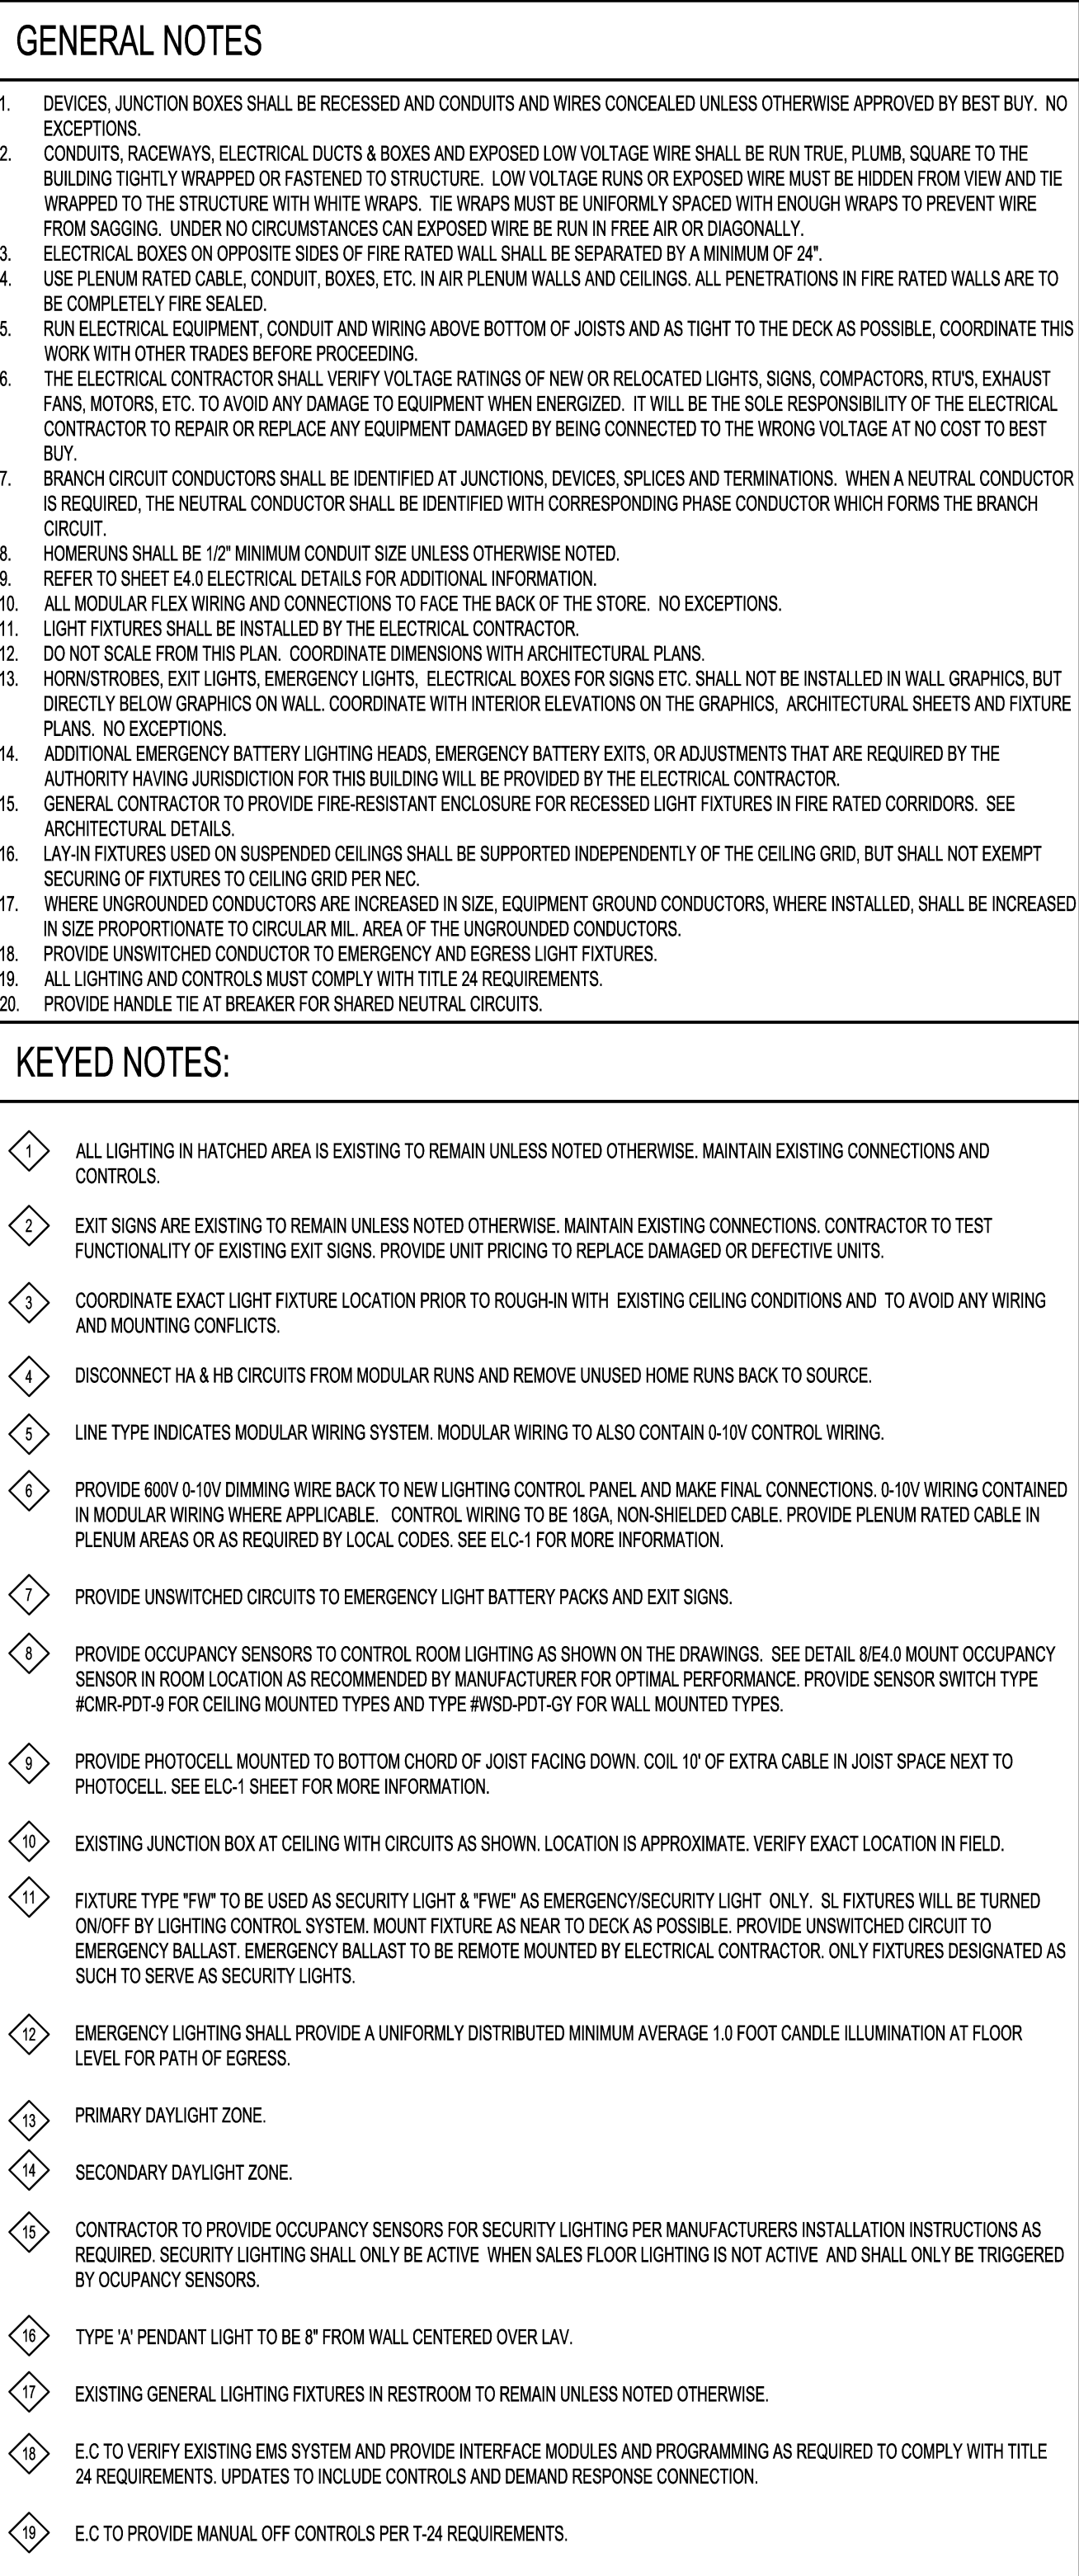 GENERAL NOTES
1. DEVICES, JUNCTION BOXES SHALL BE RECESSED AND CONDUITS AND WIRES CONCEALED UNLESS OTHERWISE APPROVED BY BEST BUY. NO
EXCEPTIONS.
2. CONDUITS, RACEWAYS, ELECTRICAL DUCTS & BOXES AND EXPOSED LOW VOLTAGE WIRE SHALL BE RUN TRUE, PLUMB, SQUARE TO THE
BUILDING TIGHTLY WRAPPED OR FASTENED TO STRUCTURE. LOW VOLTAGE RUNS OR EXPOSED WIRE MUST BE HIDDEN FROM VIEW AND TIE
WRAPPED TO THE STRUCTURE WITH WHITE WRAPS. TIE WRAPS MUST BE UNIFORMLY SPACED WITH ENOUGH WRAPS TO PREVENT WIRE
FROM SAGGING. UNDER NO CIRCUMSTANCES CAN EXPOSED WIRE BE RUN IN FREE AIR OR DIAGONALLY.
3. ELECTRICAL BOXES ON OPPOSITE SIDES OF FIRE RATED WALL SHALL BE SEPARATED BY A MINIMUM OF 24".
4. USE PLENUM RATED CABLE, CONDUIT, BOXES, ETC. IN AIR PLENUM WALLS AND CEILINGS. ALL PENETRATIONS IN FIRE RATED WALLS ARE TO
BE COMPLETELY FIRE SEALED.
5. RUN ELECTRICAL EQUIPMENT, CONDUIT AND WIRING ABOVE BOTTOM OF JOISTS AND AS TIGHT TO THE DECK AS POSSIBLE, COORDINATE THIS
WORK WITH OTHER TRADES BEFORE PROCEEDING.
6. THE ELECTRICAL CONTRACTOR SHALL VERIFY VOLTAGE RATINGS OF NEW OR RELOCATED LIGHTS, SIGNS, COMPACTORS, RTU'S, EXHAUST
FANS, MOTORS, ETC. TO AVOID ANY DAMAGE TO EQUIPMENT WHEN ENERGIZED. IT WILL BE THE SOLE RESPONSIBILITY OF THE ELECTRICAL
CONTRACTOR TO REPAIR OR REPLACE ANY EQUIPMENT DAMAGED BY BEING CONNECTED TO THE WRONG VOLTAGE AT NO COST TO BEST
BUY.
7. BRANCH CIRCUIT CONDUCTORS SHALL BE IDENTIFIED AT JUNCTIONS, DEVICES, SPLICES AND TERMINATIONS. WHEN A NEUTRAL CONDUCTOR
IS REQUIRED, THE NEUTRAL CONDUCTOR SHALL BE IDENTIFIED WITH CORRESPONDING PHASE CONDUCTOR WHICH FORMS THE BRANCH
CIRCUIT.
8. HOMERUNS SHALL BE 1/2" MINIMUM CONDUIT SIZE UNLESS OTHERWISE NOTED.
9. REFER TO SHEET E4.0 ELECTRICAL DETAILS FOR ADDITIONAL INFORMATION.
10. ALL MODULAR FLEX WIRING AND CONNECTIONS TO FACE THE BACK OF THE STORE. NO EXCEPTIONS.
11. LIGHT FIXTURES SHALL BE INSTALLED BY THE ELECTRICAL CONTRACTOR.
12. DO NOT SCALE FROM THIS PLAN. COORDINATE DIMENSIONS WITH ARCHITECTURAL PLANS.
13. HORN/STROBES, EXIT LIGHTS, EMERGENCY LIGHTS, ELECTRICAL BOXES FOR SIGNS ETC. SHALL NOT BE INSTALLED IN WALL GRAPHICS, BUT
DIRECTLY BELOW GRAPHICS ON WALL. COORDINATE WITH INTERIOR ELEVATIONS ON THE GRAPHICS, ARCHITECTURAL SHEETS AND FIXTURE
PLANS. NO EXCEPTIONS.
14. ADDITIONAL EMERGENCY BATTERY LIGHTING HEADS, EMERGENCY BATTERY EXITS, OR ADJUSTMENTS THAT ARE REQUIRED BY THE
AUTHORITY HAVING JURISDICTION FOR THIS BUILDING WILL BE PROVIDED BY THE ELECTRICAL CONTRACTOR.
15. GENERAL CONTRACTOR TO PROVIDE FIRE-RESISTANT ENCLOSURE FOR RECESSED LIGHT FIXTURES IN FIRE RATED CORRIDORS. SEE
ARCHITECTURAL DETAILS.
16. LAY-IN FIXTURES USED ON SUSPENDED CEILINGS SHALL BE SUPPORTED INDEPENDENTLY OF THE CEILING GRID, BUT SHALL NOT EXEMPT
SECURING OF FIXTURES TO CEILING GRID PER NEC.
17. WHERE UNGROUNDED CONDUCTORS ARE INCREASED IN SIZE, EQUIPMENT GROUND CONDUCTORS, WHERE INSTALLED, SHALL BE INCREASED
IN SIZE PROPORTIONATE TO CIRCULAR MIL. AREA OF THE UNGROUNDED CONDUCTORS.
18. PROVIDE UNSWITCHED CONDUCTOR TO EMERGENCY AND EGRESS LIGHT FIXTURES.
19. ALL LIGHTING AND CONTROLS MUST COMPLY WITH TITLE 24 REQUIREMENTS.
20. PROVIDE HANDLE TIE AT BREAKER FOR SHARED NEUTRAL CIRCUITS.
KEYED NOTES:
1 ALL LIGHTING IN HATCHED AREA IS EXISTING TO REMAIN UNLESS NOTED OTHERWISE. MAINTAIN EXISTING CONNECTIONS AND
CONTROLS.
2 EXIT SIGNS ARE EXISTING TO REMAIN UNLESS NOTED OTHERWISE. MAINTAIN EXISTING CONNECTIONS. CONTRACTOR TO TEST
FUNCTIONALITY OF EXISTING EXIT SIGNS. PROVIDE UNIT PRICING TO REPLACE DAMAGED OR DEFECTIVE UNITS.
3 COORDINATE EXACT LIGHT FIXTURE LOCATION PRIOR TO ROUGH-IN WITH EXISTING CEILING CONDITIONS AND TO AVOID ANY WIRING
AND MOUNTING CONFLICTS.
4 DISCONNECT HA & HB CIRCUITS FROM MODULAR RUNS AND REMOVE UNUSED HOME RUNS BACK TO SOURCE.
5 LINE TYPE INDICATES MODULAR WIRING SYSTEM. MODULAR WIRING TO ALSO CONTAIN 0-10V CONTROL WIRING.
6 PROVIDE 600V 0-10V DIMMING WIRE BACK TO NEW LIGHTING CONTROL PANEL AND MAKE FINAL CONNECTIONS. 0-10V WIRING CONTAINED
IN MODULAR WIRING WHERE APPLICABLE. CONTROL WIRING TO BE 18GA, NON-SHIELDED CABLE. PROVIDE PLENUM RATED CABLE IN
PLENUM AREAS OR AS REQUIRED BY LOCAL CODES. SEE ELC-1 FOR MORE INFORMATION.
7 PROVIDE UNSWITCHED CIRCUITS TO EMERGENCY LIGHT BATTERY PACKS AND EXIT SIGNS.
8 PROVIDE OCCUPANCY SENSORS TO CONTROL ROOM LIGHTING AS SHOWN ON THE DRAWINGS. SEE DETAIL 8/E4.0 MOUNT OCCUPANCY
SENSOR IN ROOM LOCATION AS RECOMMENDED BY MANUFACTURER FOR OPTIMAL PERFORMANCE. PROVIDE SENSOR SWITCH TYPE
#CMR-PDT-9 FOR CEILING MOUNTED TYPES AND TYPE #WSD-PDT-GY FOR WALL MOUNTED TYPES.
9 PROVIDE PHOTOCELL MOUNTED TO BOTTOM CHORD OF JOIST FACING DOWN. COIL 10' OF EXTRA CABLE IN JOIST SPACE NEXT TO
PHOTOCELL. SEE ELC-1 SHEET FOR MORE INFORMATION.
10 EXISTING JUNCTION BOX AT CEILING WITH CIRCUITS AS SHOWN. LOCATION IS APPROXIMATE. VERIFY EXACT LOCATION IN FIELD.
11 FIXTURE TYPE "FW" TO BE USED AS SECURITY LIGHT & "FWE" AS EMERGENCY/SECURITY LIGHT ONLY. SL FIXTURES WILL BE TURNED
ON/OFF BY LIGHTING CONTROL SYSTEM. MOUNT FIXTURE AS NEAR TO DECK AS POSSIBLE. PROVIDE UNSWITCHED CIRCUIT TO
EMERGENCY BALLAST. EMERGENCY BALLAST TO BE REMOTE MOUNTED BY ELECTRICAL CONTRACTOR. ONLY FIXTURES DESIGNATED AS
SUCH TO SERVE AS SECURITY LIGHTS.
12 EMERGENCY LIGHTING SHALL PROVIDE A UNIFORMLY DISTRIBUTED MINIMUM AVERAGE 1.0 FOOT CANDLE ILLUMINATION AT FLOOR
LEVEL FOR PATH OF EGRESS.
13 PRIMARY DAYLIGHT ZONE.
14 SECONDARY DAYLIGHT ZONE.
15 CONTRACTOR TO PROVIDE OCCUPANCY SENSORS FOR SECURITY LIGHTING PER MANUFACTURERS INSTALLATION INSTRUCTIONS AS
REQUIRED. SECURITY LIGHTING SHALL ONLY BE ACTIVE WHEN SALES FLOOR LIGHTING IS NOT ACTIVE AND SHALL ONLY BE TRIGGERED
BY OCUPANCY SENSORS.
16 TYPE 'A' PENDANT LIGHT TO BE 8" FROM WALL CENTERED OVER LAV.
17 EXISTING GENERAL LIGHTING FIXTURES IN RESTROOM TO REMAIN UNLESS NOTED OTHERWISE.
18 E.C TO VERIFY EXISTING EMS SYSTEM AND PROVIDE INTERFACE MODULES AND PROGRAMMING AS REQUIRED TO COMPLY WITH TITLE
24 REQUIREMENTS. UPDATES TO INCLUDE CONTROLS AND DEMAND RESPONSE CONNECTION.
19 E.C TO PROVIDE MANUAL OFF CONTROLS PER T-24 REQUIREMENTS.